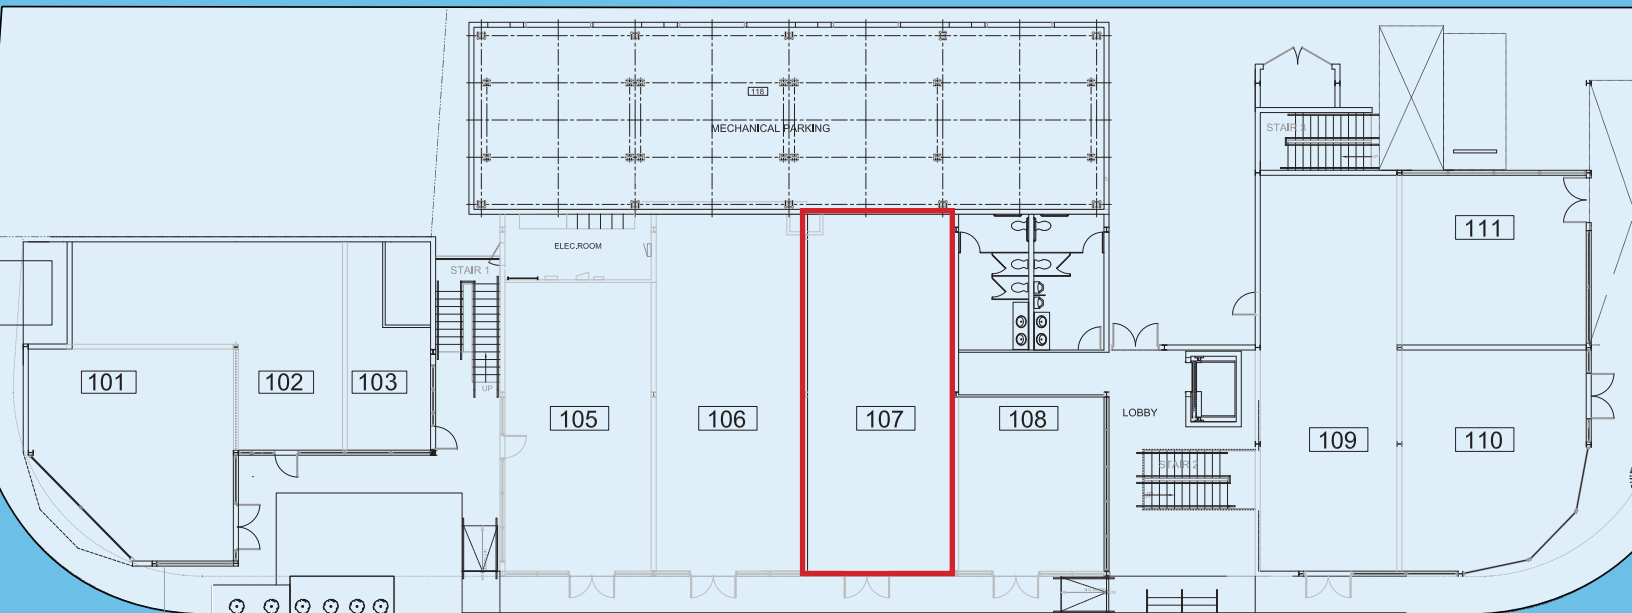 118
MECHANICAL PARKING
STAIR 3
111
ELEC.ROOM
STAIR 1
101
102
103
UP
105
106
107
108
LOBBY
109
110
STAIR 2